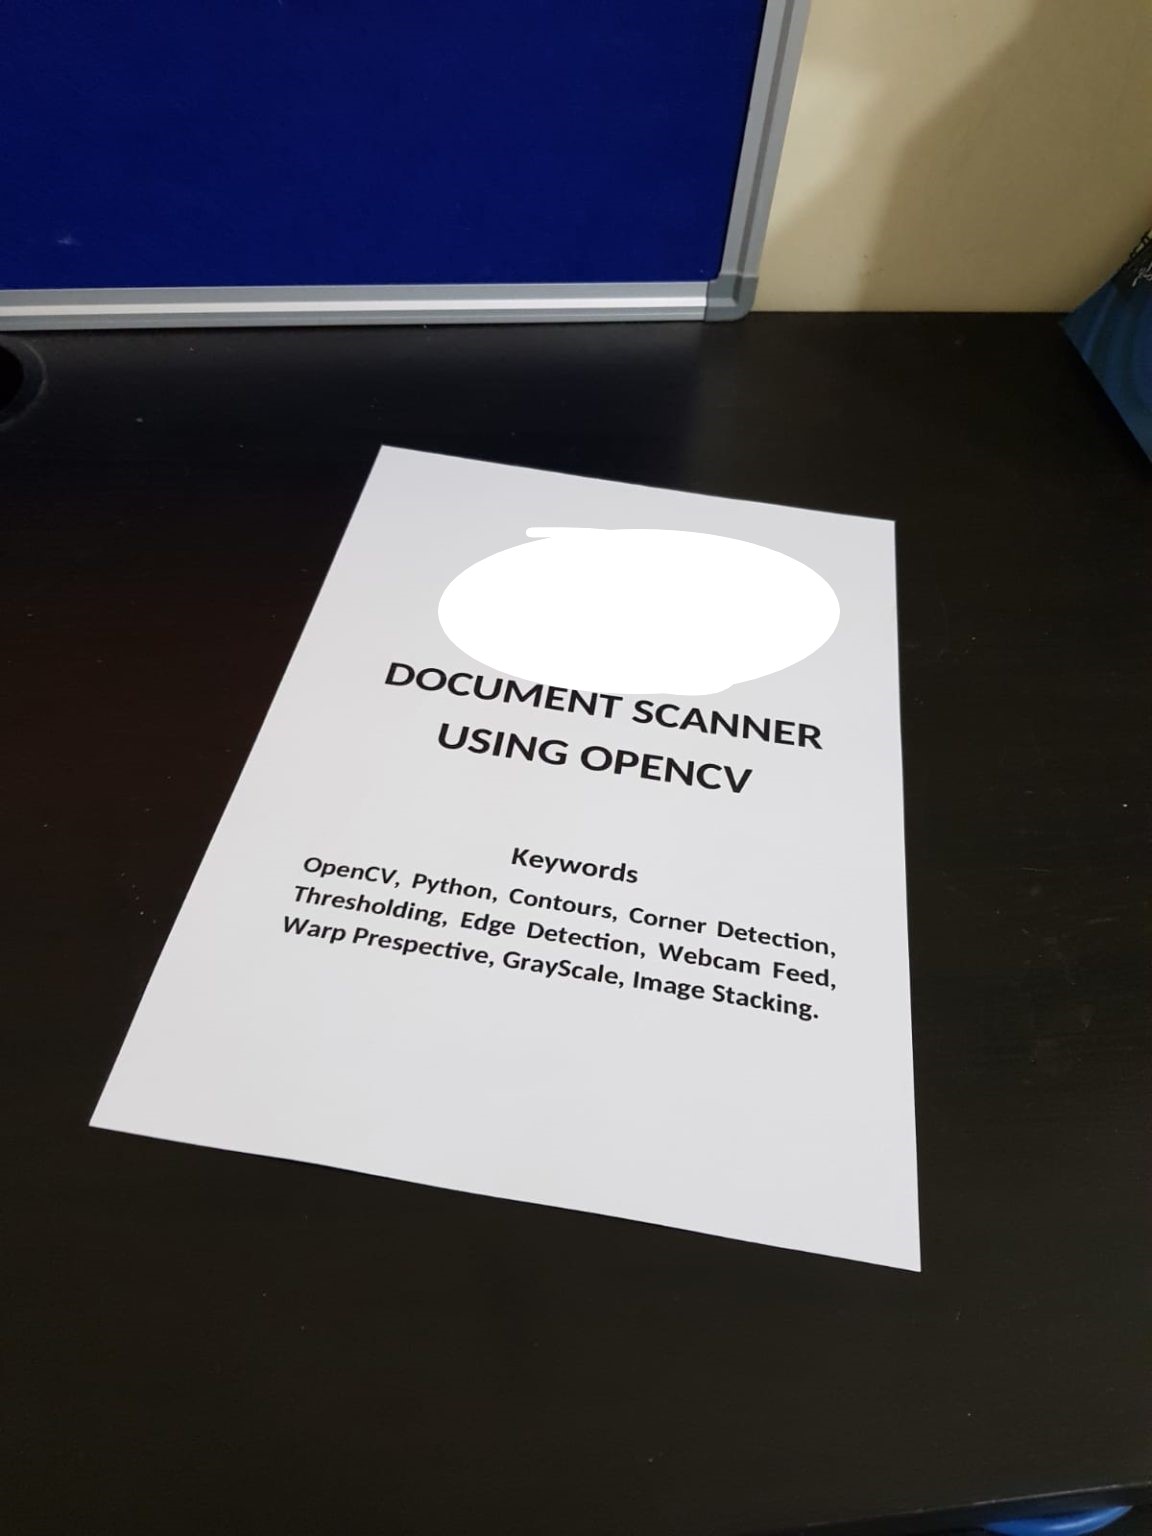 DOCUMENT SCANNER
USING OPENCV
Keywords
OpenCV, Python, Contours, Corner Detection,
Thresholding, Edge Detection, Webcam Feed,
Warp Prespective, GrayScale, Image Stacking.